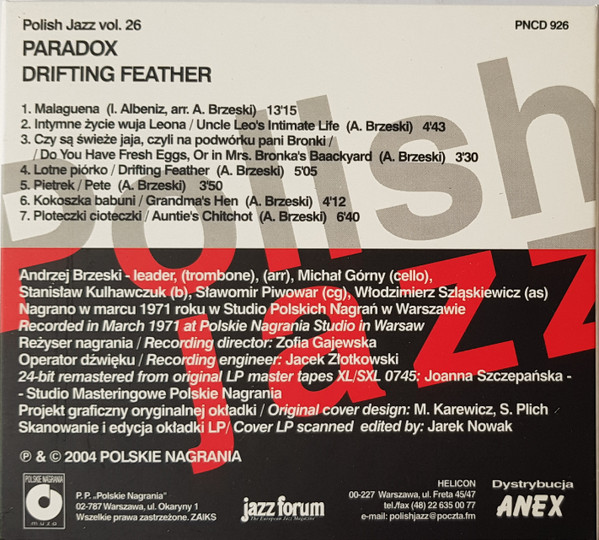 Polish Jazz vol. 26
PNCD 926
PARADOX
DRIFTING FEATHER
1. Malaguena (I. Albeniz, arr. A. Brzeski) 13'15
2. Intymne życie wuja Leona / Uncle Leo's Intimate Life (A. Brzeski) 4'43
3. Czy są świeże jaja, czyli na podwórku pani Bronki /
/ Do You Have Fresh Eggs, Or in Mrs. Bronka's Baackyard (A. Brzeski) 3'30
4. Lotne piórko / Drifting Feather (A. Brzeski) 5'05
5. Pietrek / Pete (A. Brzeski) 3'50
6. Kokoszka babuni / Grandma's Hen (A. Brzeski) 4'12
7. Ploteczki cioteczki / Auntie's Chitchot (A. Brzeski) 6'40
Polish
jazz
Andrzej Brzeski - leader, (trombone), (arr), Michał Górny (cello),
Stanisław Kulhawczuk (b), Sławomir Piwowar (cg), Włodzimierz Szląskiewicz (as)
Nagrano w marcu 1971 roku w Studio Polskich Nagrań w Warszawie
Recorded in March 1971 at Polskie Nagrania Studio in Warsaw
Reżyser nagrania / Recording director: Zofia Gajewska
Operator dźwięku / Recording engineer: Jacek Złotkowski
24-bit remastered from original LP master tapes XL/SXL 0745: Joanna Szczepańska -
- Studio Masteringowe Polskie Nagrania
Projekt graficzny oryginalnej okładki / Original cover design: M. Karewicz, S. Plich
Skanowanie i edycja okładki LP/ Cover LP scanned edited by: Jarek Nowak
Ⓟ & © 2004 POLSKIE NAGRANIA
POLSKIE NAGRANIA
muza
P.P. „Polskie Nagrania"
02-787 Warszawa, ul. Okaryny 1
Wszelkie prawa zastrzeżone. ZAIKS
jazz forum
The European Jazz Magazine
HELICON
00-227 Warszawa, ul. Freta 45/47
tel./fax (48) 22 635 00 77
e-mail: polishjazz@poczta.fm
Dystrybucja
ANEX